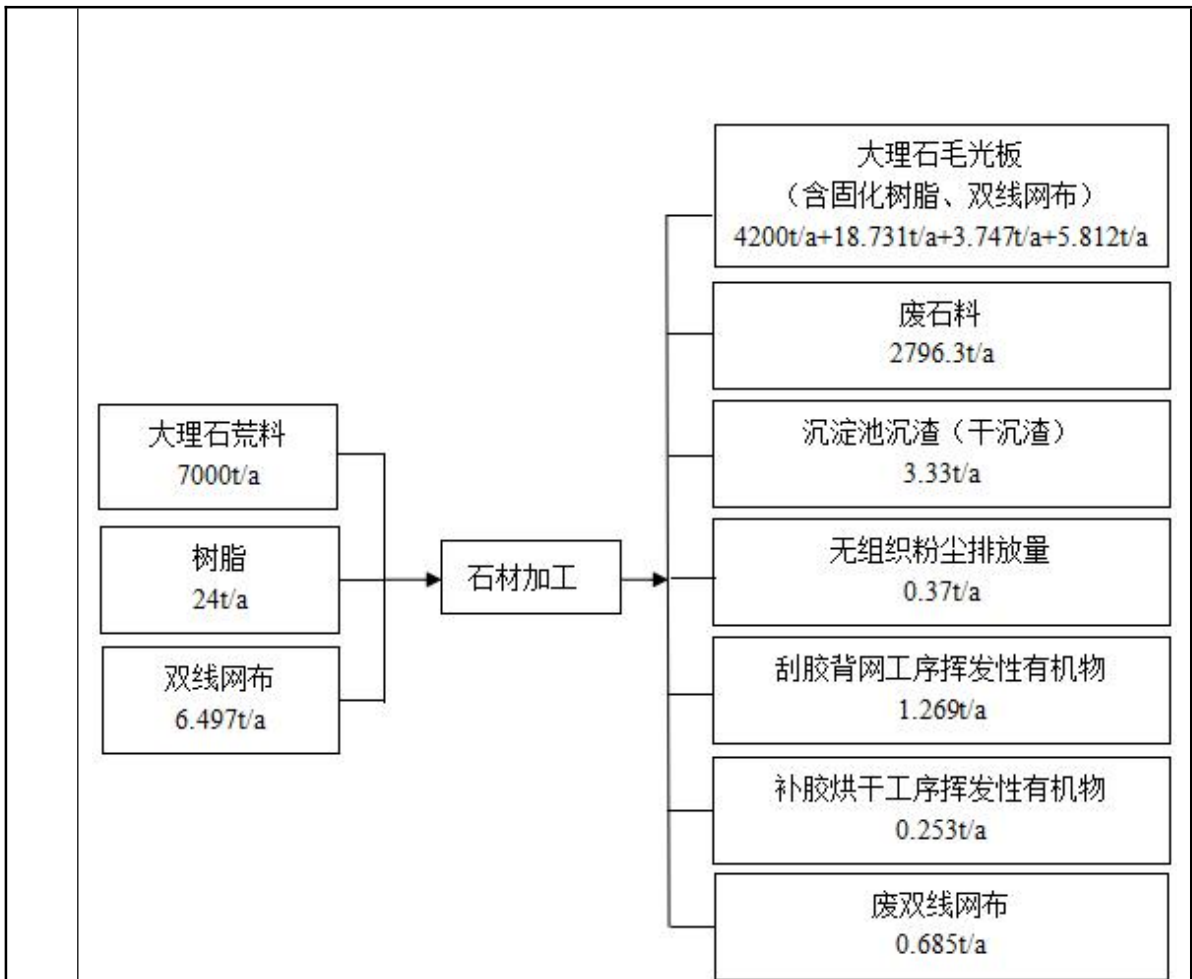 大理石荒料
7000t/a
树脂
24t/a
双线网布
6.497t/a
石材加工
大理石毛光板
（含固化树脂、双线网布）
4200t/a+18.731t/a+3.747t/a+5.812t/a
废石料
2796.3t/a
沉淀池沉渣（干沉渣）
3.33t/a
无组织粉尘排放量
0.37t/a
刮胶背网工序挥发性有机物
1.269t/a
补胶烘干工序挥发性有机物
0.253t/a
废双线网布
0.685t/a